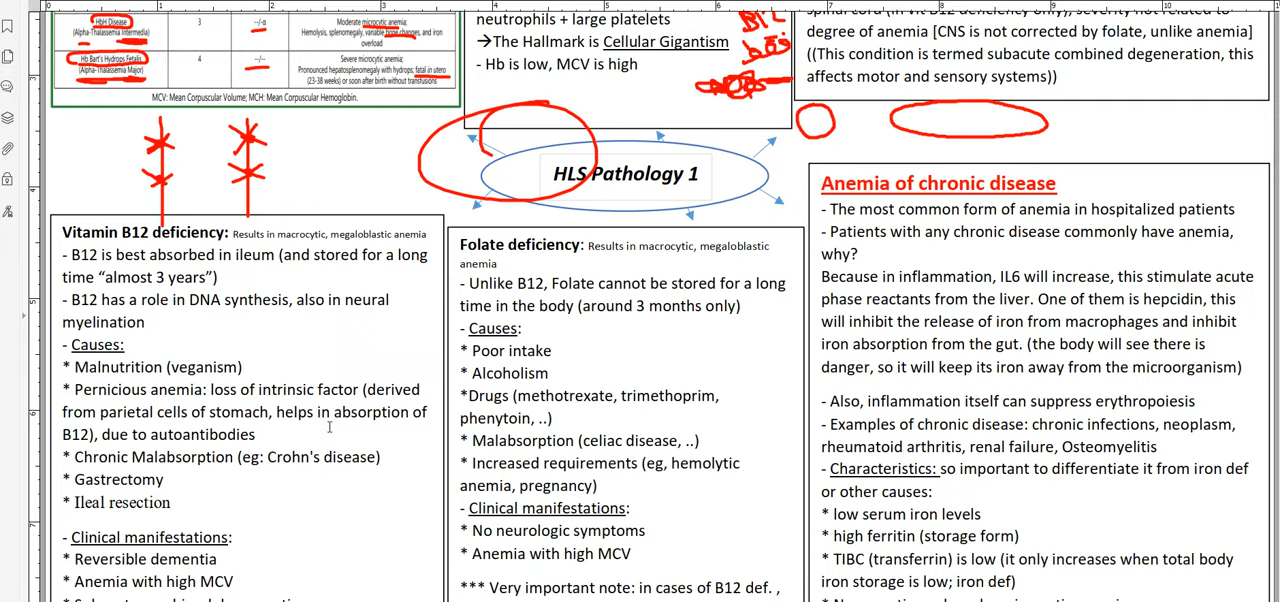 0 1 2 3 4 5 6 7 8 9 10
HbH Disease
(Alpha-Thalassemia Intermedia)
3
--/-α
Moderate microcytic anemia;
Hemolysis, splenomegaly, variable bone changes, and iron
overload
Hb Bart's Hydrops Fetalis
(Alpha-Thalassemia Major)
4
--/--
Severe microcytic anemia;
Pronounced hepatosplenomegaly with hydrops; fatal in utero
(23-38 weeks) or soon after birth without transfusions
MCV: Mean Corpuscular Volume; MCH: Mean Corpuscular Hemoglobin.
neutrophils + large platelets
→The Hallmark is Cellular Gigantism
- Hb is low, MCV is high
degree of anemia [CNS is not corrected by folate, unlike anemia]
((This condition is termed subacute combined degeneration, this
affects motor and sensory systems))
HLS Pathology 1
3
4
5
6
7
Vitamin B12 deficiency: Results in macrocytic, megaloblastic anemia
- B12 is best absorbed in ileum (and stored for a long
time “almost 3 years”)
- B12 has a role in DNA synthesis, also in neural
myelination
- Causes:
* Malnutrition (veganism)
* Pernicious anemia: loss of intrinsic factor (derived
from parietal cells of stomach, helps in absorption of
B12), due to autoantibodies
* Chronic Malabsorption (eg: Crohn's disease)
* Gastrectomy
* Ileal resection
- Clinical manifestations:
* Reversible dementia
* Anemia with high MCV
Folate deficiency: Results in macrocytic, megaloblastic
anemia
- Unlike B12, Folate cannot be stored for a long
time in the body (around 3 months only)
- Causes:
* Poor intake
* Alcoholism
*Drugs (methotrexate, trimethoprim,
phenytoin, ..)
* Malabsorption (celiac disease, ..)
* Increased requirements (eg, hemolytic
anemia, pregnancy)
- Clinical manifestations:
* No neurologic symptoms
* Anemia with high MCV
*** Very important note: in cases of B12 def. ,
Anemia of chronic disease
- The most common form of anemia in hospitalized patients
- Patients with any chronic disease commonly have anemia,
why?
Because in inflammation, IL6 will increase, this stimulate acute
phase reactants from the liver. One of them is hepcidin, this
will inhibit the release of iron from macrophages and inhibit
iron absorption from the gut. (the body will see there is
danger, so it will keep its iron away from the microorganism)
- Also, inflammation itself can suppress erythropoiesis
- Examples of chronic disease: chronic infections, neoplasm,
rheumatoid arthritis, renal failure, Osteomyelitis
- Characteristics: so important to differentiate it from iron def
or other causes:
* low serum iron levels
* high ferritin (storage form)
* TIBC (transferrin) is low (it only increases when total body
iron storage is low; iron def)